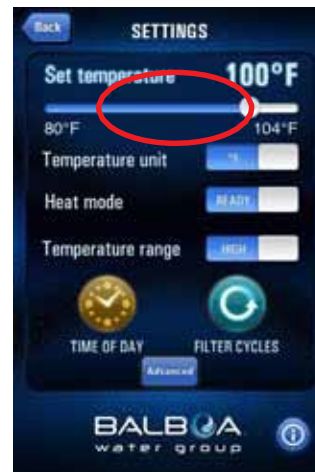 Back SETTINGS
Set temperature 100°F
80°F 104°F
Temperature unit °F
Heat mode READY
Temperature range HIGH
TIME OF DAY FILTER CYCLES
Advanced
BALBOA
water group
i